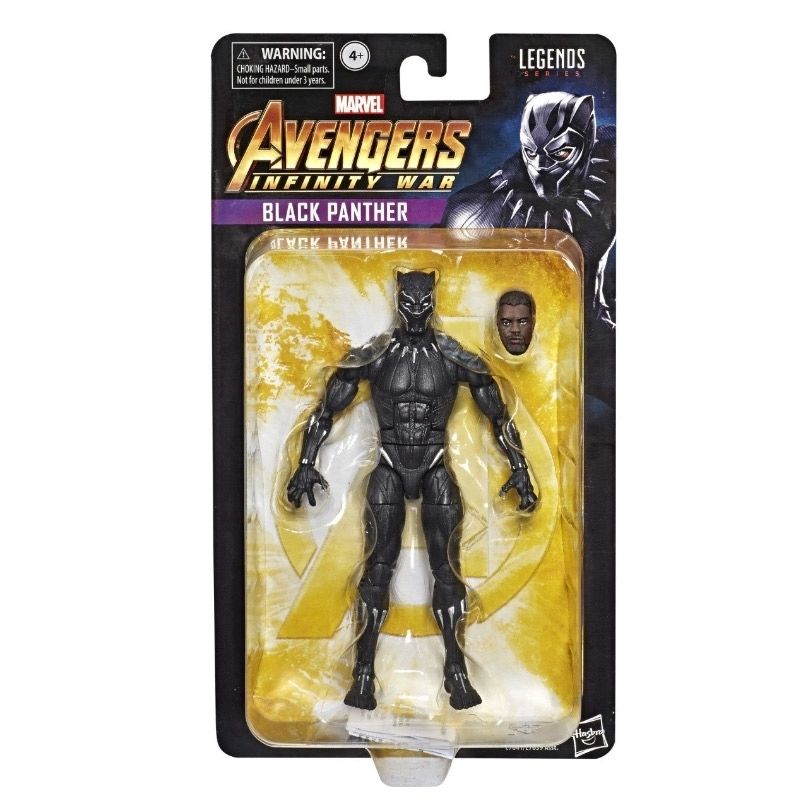 WARNING:
CHOKING HAZARD–Small parts.
Not for children under 3 years.
4+
LEGENDS
SERIES
MARVEL
AVENGERS
INFINITY WAR
BLACK PANTHER
BLACK PANTHER
Hasbro